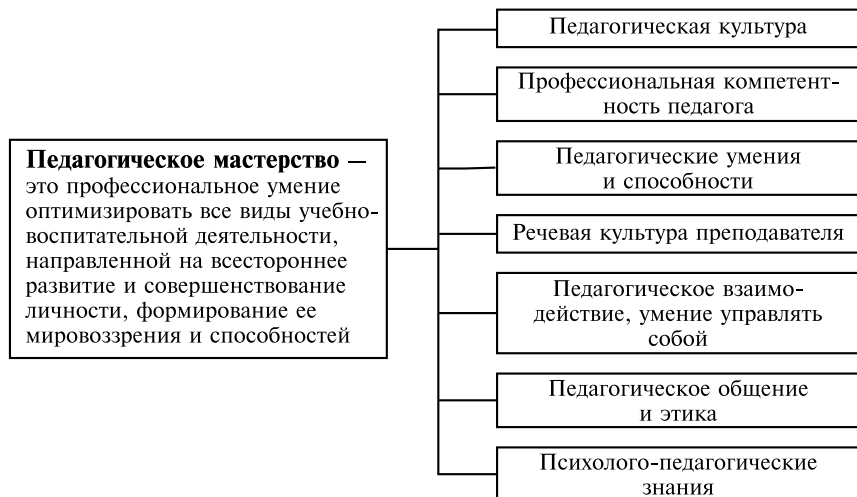 Педагогическая культура
Профессиональная компетент-
ность педагога
Педагогическое мастерство —
это профессиональное умение
оптимизировать все виды учебно-
воспитательной деятельности,
направленной на всестороннее
развитие и совершенствование
личности, формирование ее
мировоззрения и способностей
Педагогические умения
и способности
Речевая культура преподавателя
Педагогическое взаимо-
действие, умение управлять
собой
Педагогическое общение
и этика
Психолого-педагогические
знания